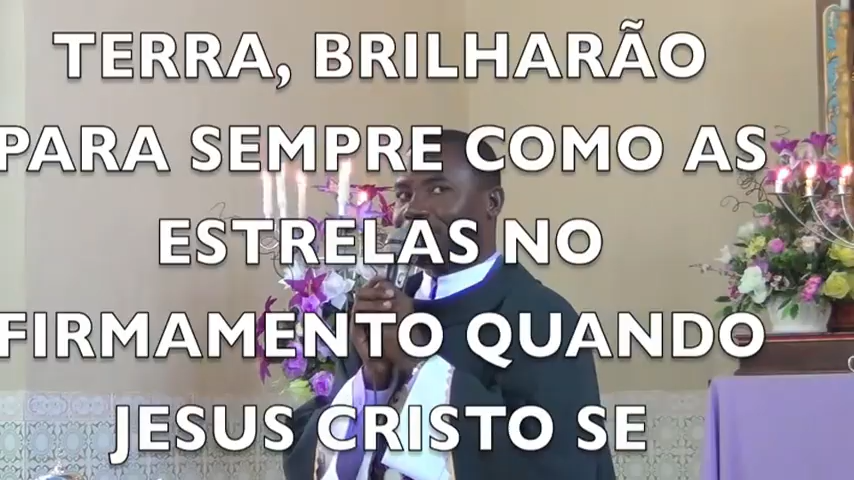 TERRA, BRILHARÃO
PARA SEMPRE COMO AS
ESTRELAS NO
FIRMAMENTO QUANDO
JESUS CRISTO SE